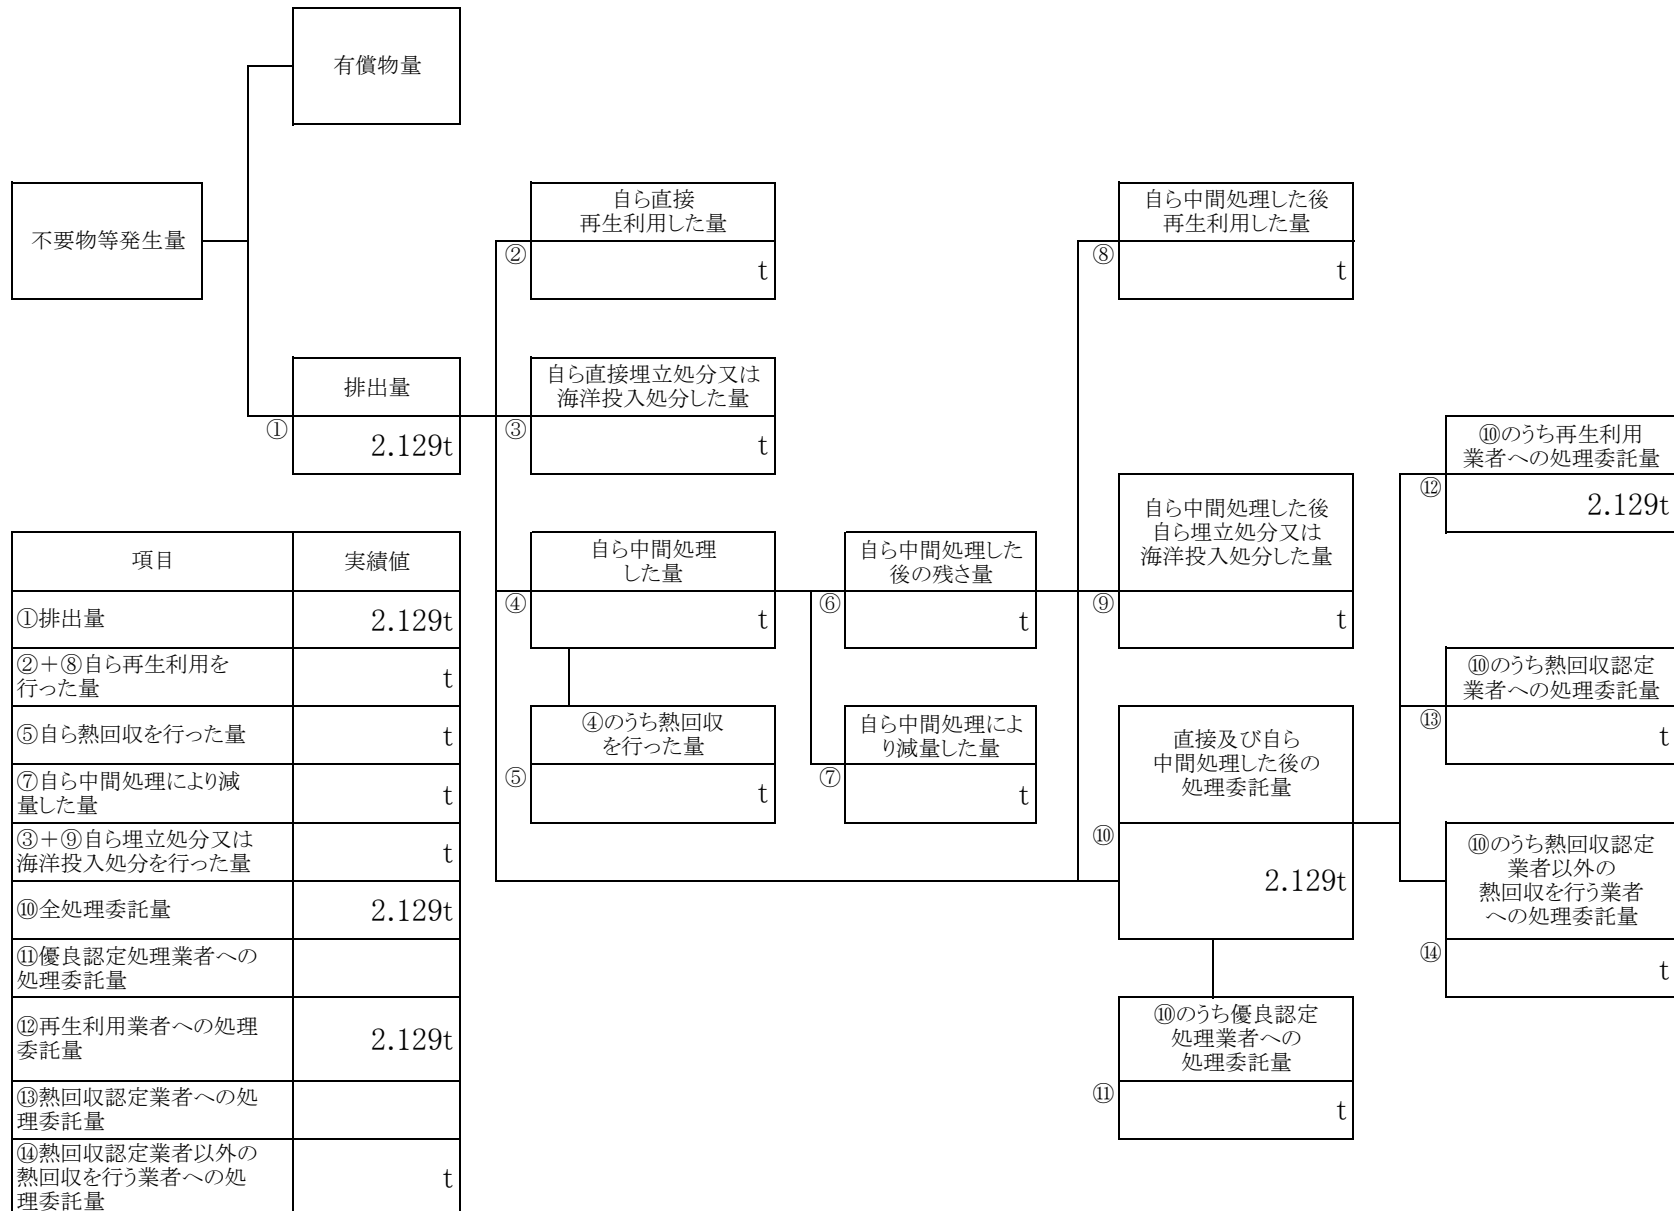 有償物量
不要物等発生量
自ら直接
再生利用した量
②
t
自ら中間処理した後
再生利用した量
⑧
t
排出量
①
2.129t
自ら直接埋立処分又は
海洋投入処分した量
③
t
⑩のうち再生利用
業者への処理委託量
⑫
2.129t
自ら中間処理した後
自ら埋立処分又は
海洋投入処分した量
⑨
t
自ら中間処理
した量
④
t
自ら中間処理した
後の残さ量
⑥
t
④のうち熱回収
を行った量
⑤
t
自ら中間処理によ
り減量した量
⑦
t
⑩のうち熱回収認定
業者への処理委託量
⑬
t
直接及び自ら
中間処理した後の
処理委託量
⑩
2.129t
⑩のうち熱回収認定
業者以外の
熱回収を行う業者
への処理委託量
⑭
t
⑩のうち優良認定
処理業者への
処理委託量
⑪
t
項目 実績値
①排出量 2.129t
②＋⑧自ら再生利用を
行った量 t
⑤自ら熱回収を行った量 t
⑦自ら中間処理により減
量した量 t
③＋⑨自ら埋立処分又は
海洋投入処分を行った量 t
⑩全処理委託量 2.129t
⑪優良認定処理業者への
処理委託量
⑫再生利用業者への処理
委託量 2.129t
⑬熱回収認定業者への処
理委託量
⑭熱回収認定業者以外の
熱回収を行う業者への処 t
理委託量